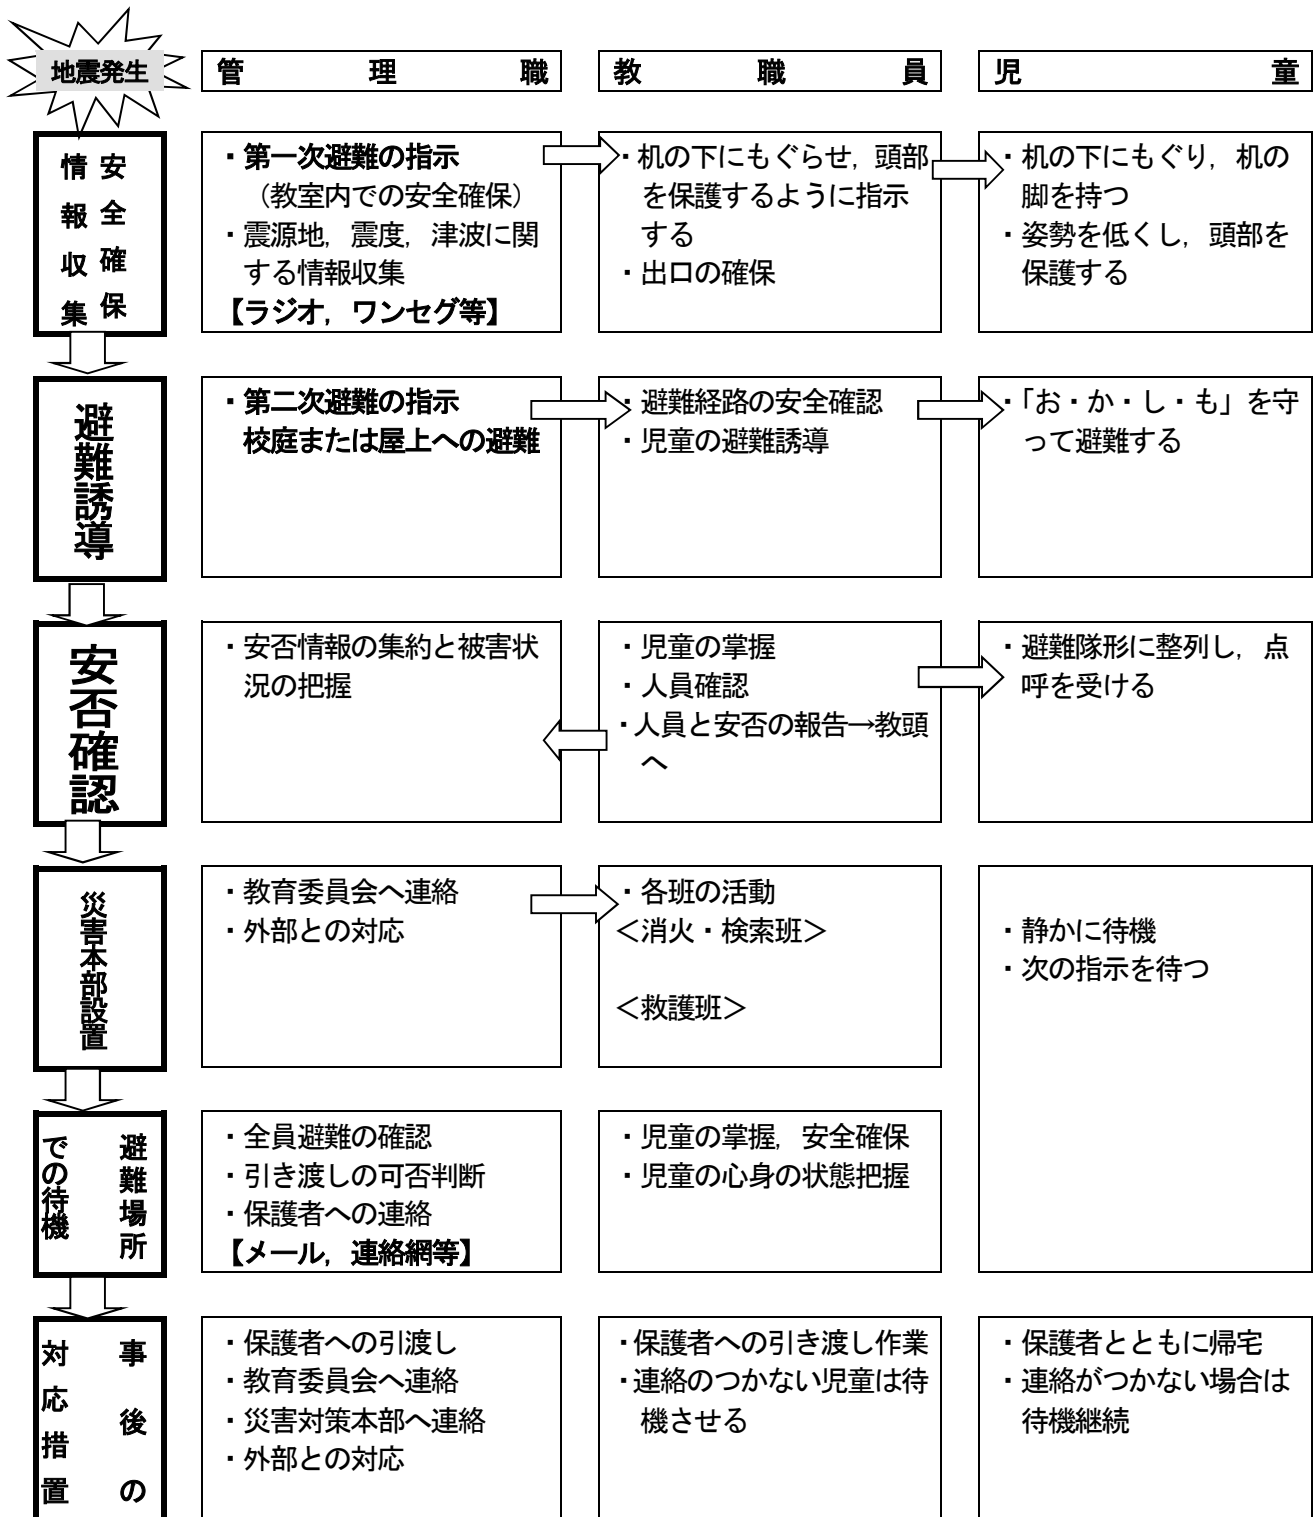 地震発生
管理職
教職員
児童
安全確保
情報収集
・第一次避難の指示
（教室内での安全確保）
・震源地，震度，津波に関
する情報収集
【ラジオ，ワンセグ等】
・机の下にもぐらせ，頭部
を保護するように指示
する
・出口の確保
・机の下にもぐり，机の
脚を持つ
・姿勢を低くし，頭部を
保護する
避難誘導
・第二次避難の指示
校庭または屋上への避難
・避難経路の安全確認
・児童の避難誘導
・「お・か・し・も」を守
って避難する
安否確認
・安否情報の集約と被害状
況の把握
・児童の掌握
・人員確認
・人員と安否の報告→教頭
へ
・避難隊形に整列し，点
呼を受ける
災害本部設置
・教育委員会へ連絡
・外部との対応
・各班の活動
＜消火・検索班＞
＜救護班＞
・静かに待機
・次の指示を待つ
避難場所
での待機
・全員避難の確認
・引き渡しの可否判断
・保護者への連絡
【メール，連絡網等】
・児童の掌握，安全確保
・児童の心身の状態把握
事後の
対応措置
・保護者への引渡し
・教育委員会へ連絡
・災害対策本部へ連絡
・外部との対応
・保護者への引き渡し作業
・連絡のつかない児童は待
機させる
・保護者とともに帰宅
・連絡がつかない場合は
待機継続